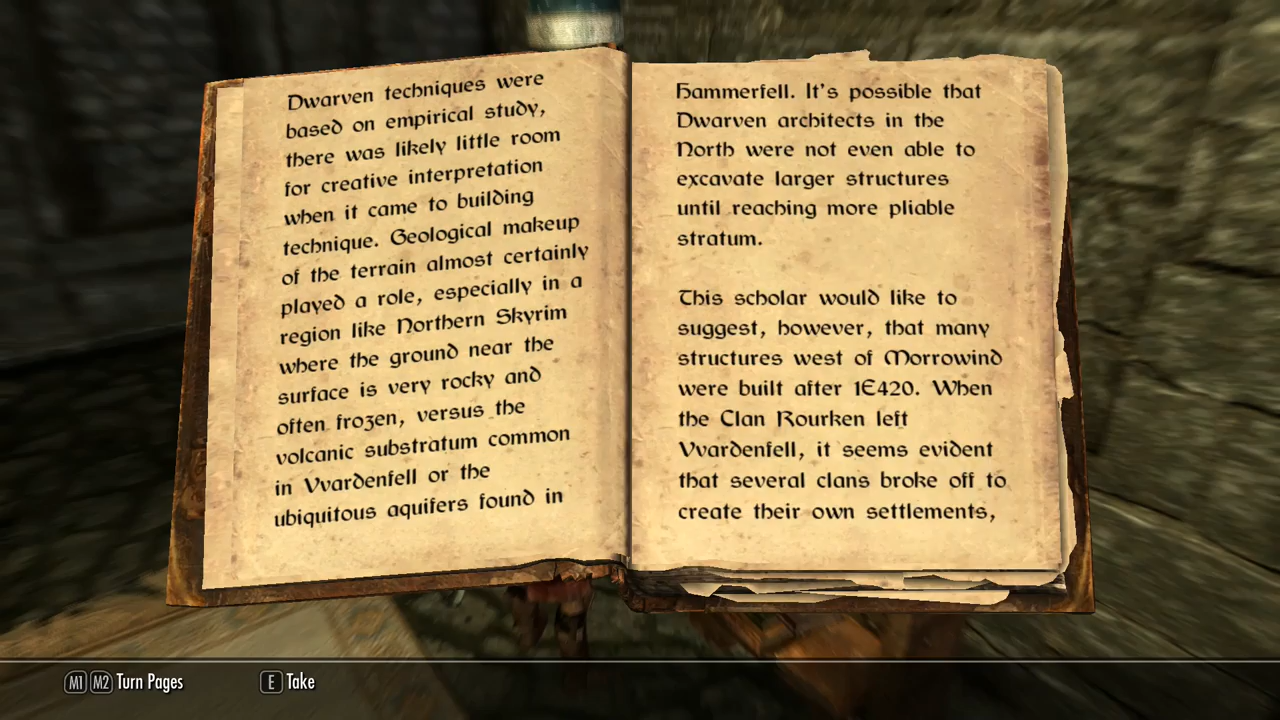 Dwarven techniques were
based on empirical study,
there was likely little room
for creative interpretation
when it came to building
technique. Geological makeup
of the terrain almost certainly
played a role, especially in a
region like Northern Skyrim
where the ground near the
surface is very rocky and
often frozen, versus the
volcanic substratum common
in Vvardenfell or the
ubiquitous aquifers found in
Hammerfell. It's possible that
Dwarven architects in the
North were not even able to
excavate larger structures
until reaching more pliable
stratum.
This scholar would like to
suggest, however, that many
structures west of Morrowind
were built after 1E420. When
the Clan Rourken left
Vvardenfell, it seems evident
that several clans broke off to
create their own settlements,
M1 M2 Turn Pages E Take